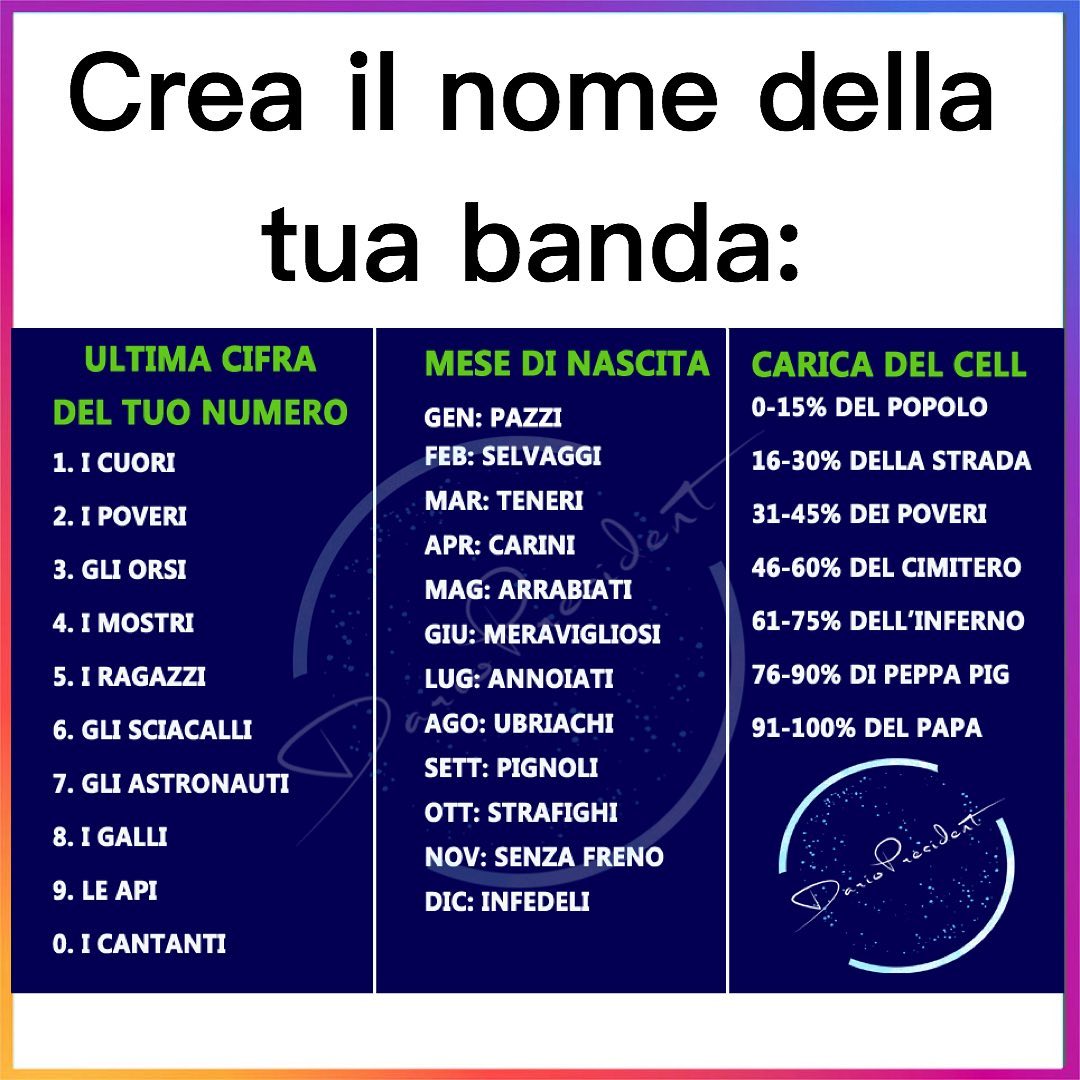 Crea il nome della
tua banda:
ULTIMA CIFRA
DEL TUO NUMERO
1. I CUORI
2. I POVERI
3. GLI ORSI
4. I MOSTRI
5. I RAGAZZI
6. GLI SCIACALLI
7. GLI ASTRONAUTI
8. I GALLI
9. LE API
0. I CANTANTI
MESE DI NASCITA
GEN: PAZZI
FEB: SELVAGGI
MAR: TENERI
APR: CARINI
MAG: ARRABIATI
GIU: MERAVIGLIOSI
LUG: ANNOIATI
AGO: UBRIACHI
SETT: PIGNOLI
OTT: STRAFIGHI
NOV: SENZA FRENO
DIC: INFEDELI
CARICA DEL CELL
0-15% DEL POPOLO
16-30% DELLA STRADA
31-45% DEI POVERI
46-60% DEL CIMITERO
61-75% DELL’INFERNO
76-90% DI PEPPA PIG
91-100% DEL PAPA
DarioPresident
DarioPresident